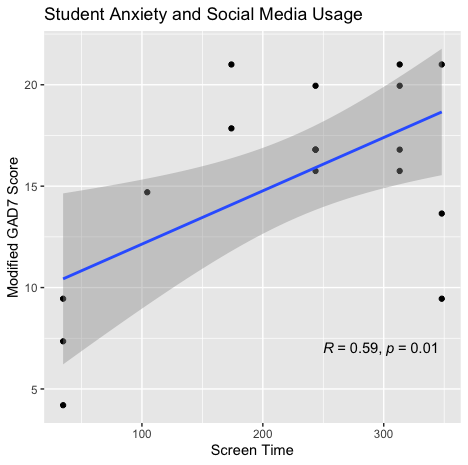 Student Anxiety and Social Media Usage
Modified GAD7 Score
20
15
10
5
R = 0.59, p = 0.01
100 200 300
Screen Time